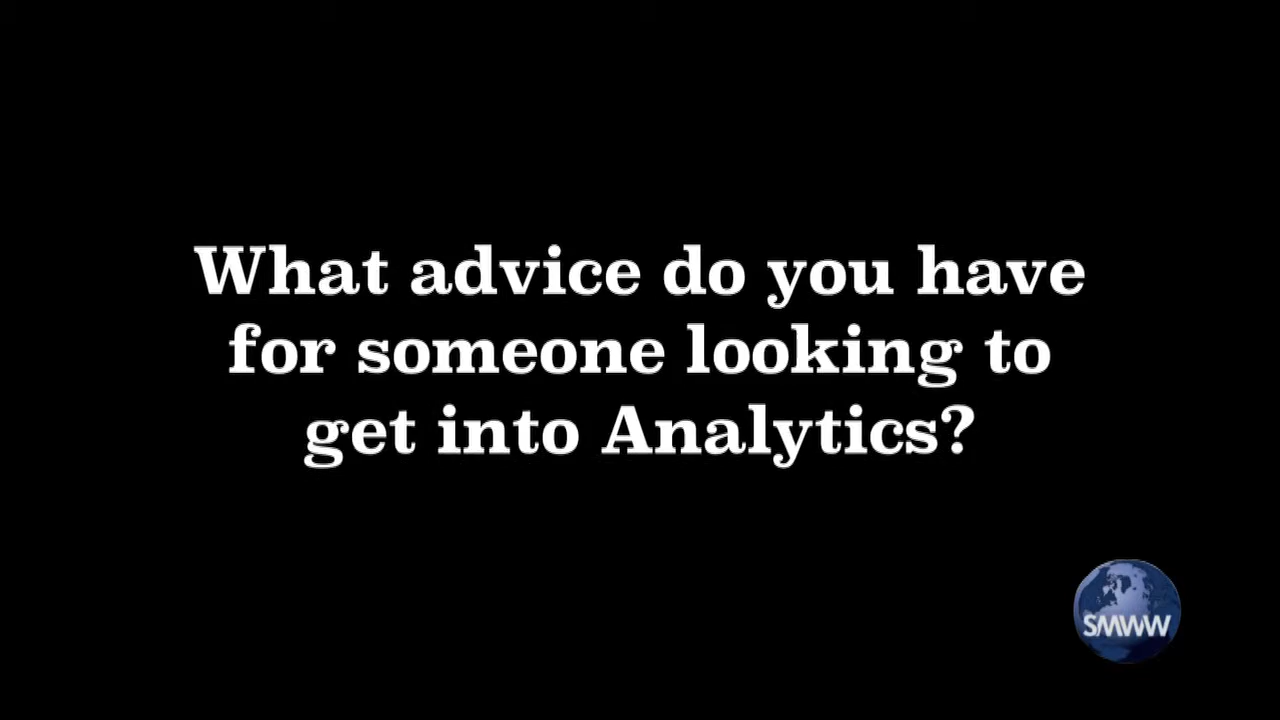 What advice do you have
for someone looking to
get into Analytics?
SMWW